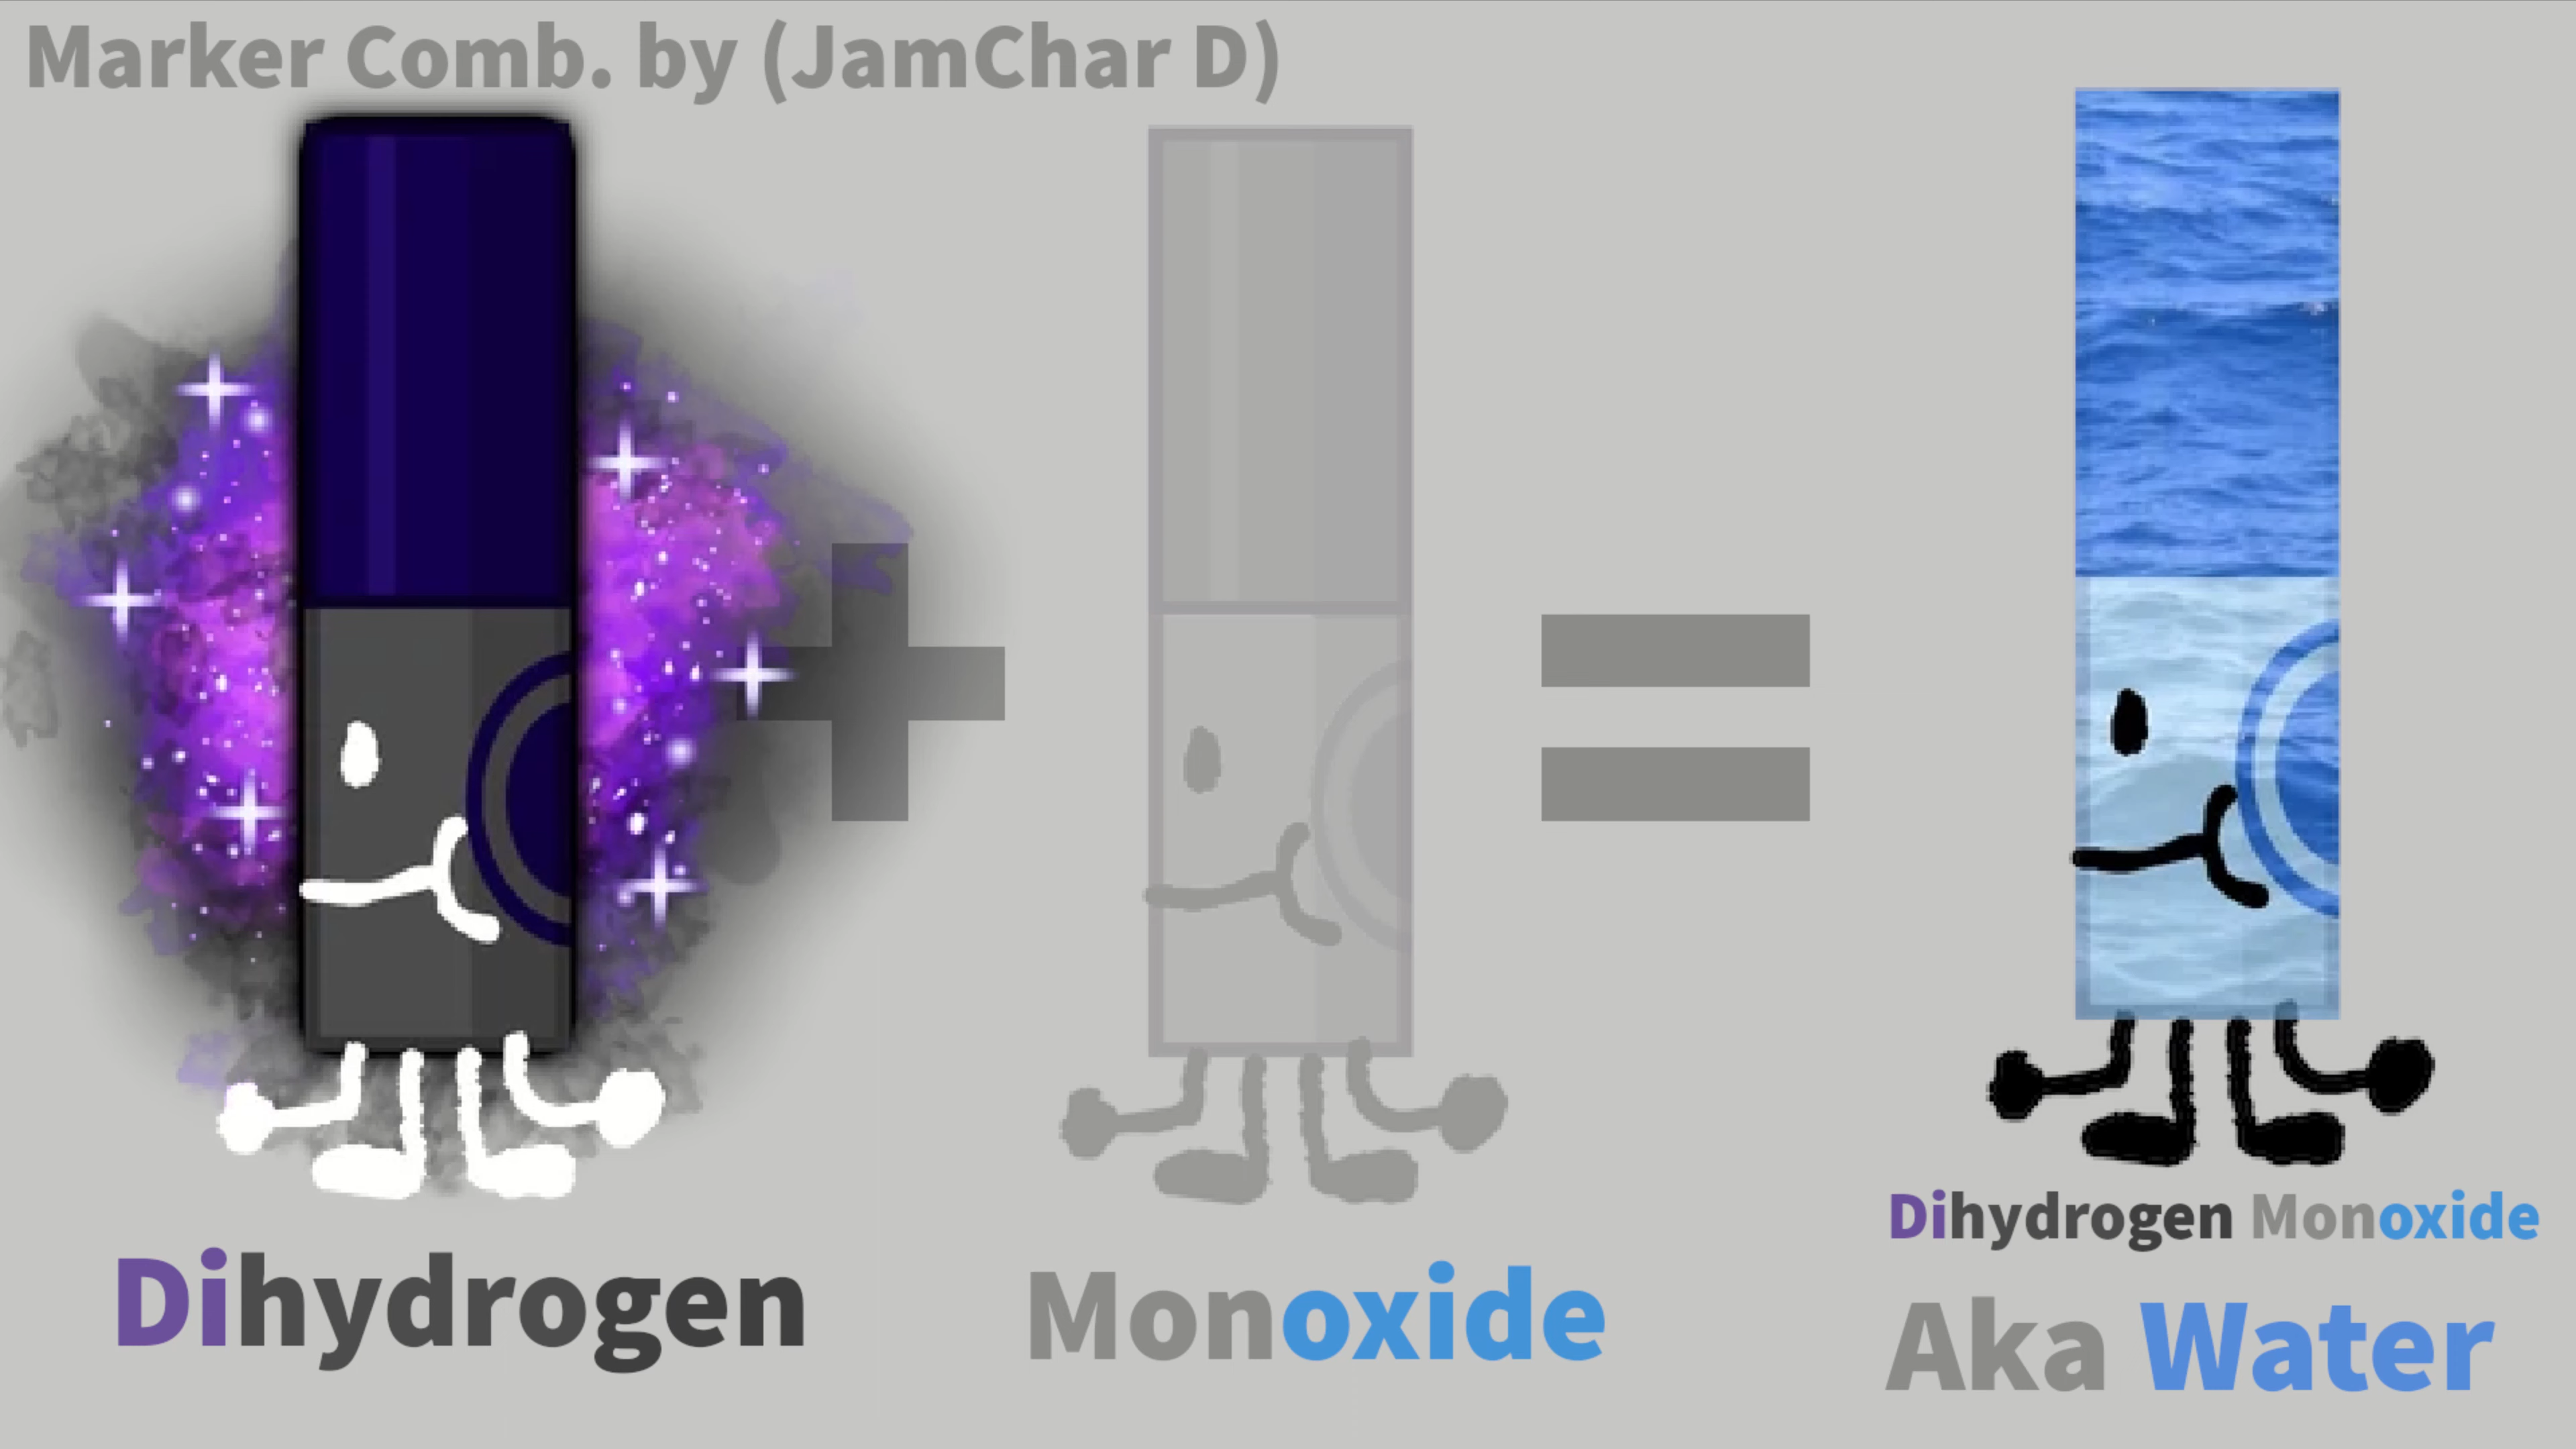 Marker Comb. by (JamChar D)
+
=
Dihydrogen
Monoxide
Dihydrogen Monoxide
Aka Water